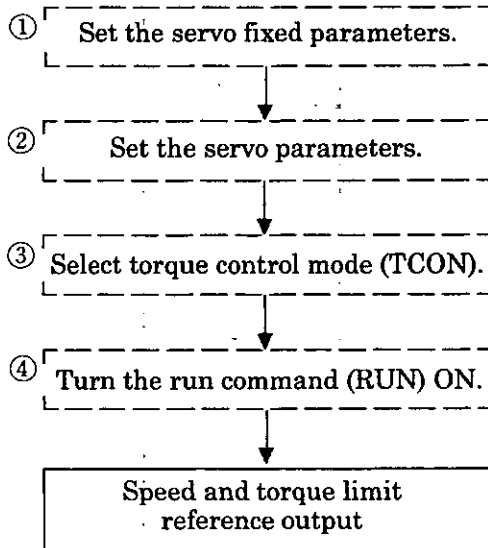 ① Set the servo fixed parameters.
② Set the servo parameters.
③ Select torque control mode (TCON).
④ Turn the run command (RUN) ON.
Speed and torque limit
reference output